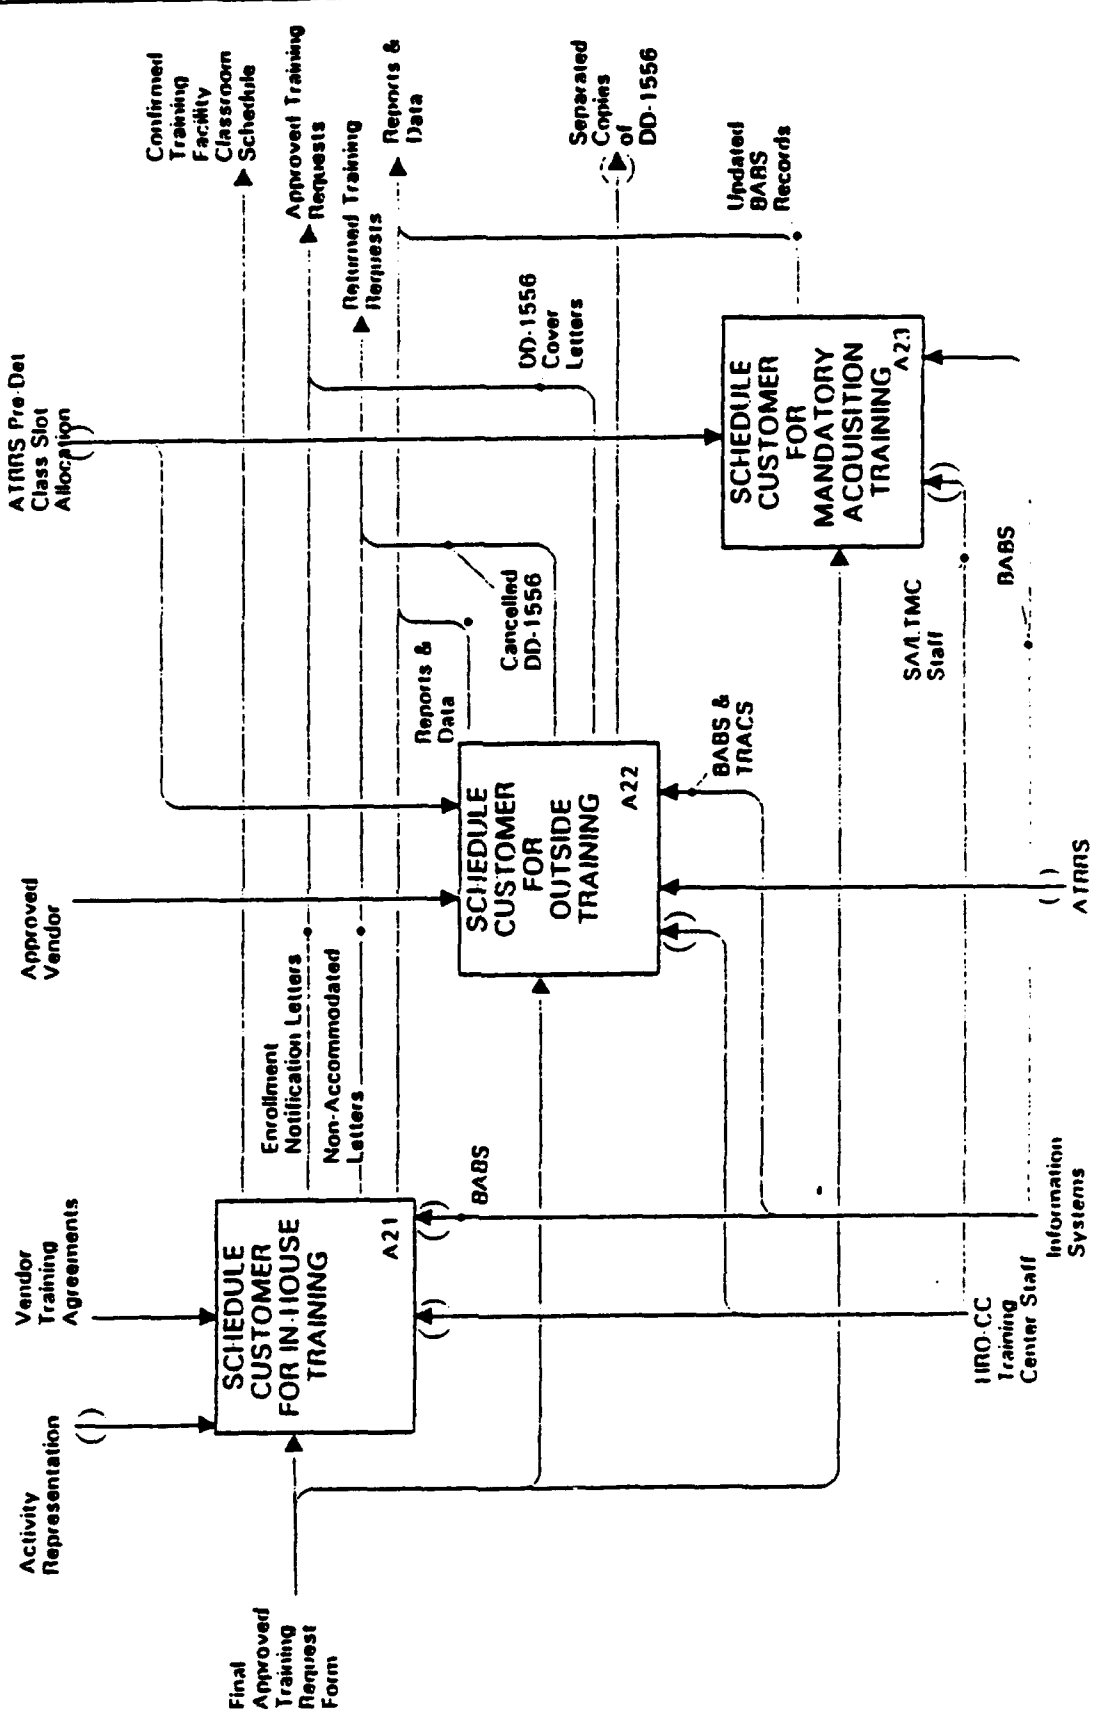 Activity
Representation
Vendor
Training
Agreements
Approved
Vendor
ATRRS Pre-Det
Class Slot
Allocation
Confirmed
Training
Facility
Classroom
Schedule
Approved Training
Requests
Returned Training
Requests
Reports &
Data
Separated
Copies
of
DD-1556
Updated
BABS
Records
Final
Approved
Training
Request
Form
SCHEDULE
CUSTOMER
FOR IN-HOUSE
TRAINING
A21
Enrollment
Notification Letters
Non-Accommodated
Letters
BABS
SCHEDULE
CUSTOMER
FOR
OUTSIDE
TRAINING
A22
Reports &
Data
Cancelled
DD-1556
DD-1556
Cover
Letters
BABS &
TRACS
SCHEDULE
CUSTOMER
FOR
MANDATORY
ACQUISITION
TRAINING
A23
SA/LTMC
Staff
BABS
HRO-CC
Training
Center Staff
Information
Systems
ATRRS